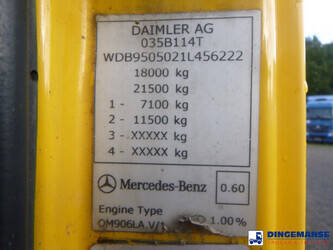 DAIMLER AG
035B114T
WDB9505021L456222
18000 kg
21500 kg
1 - 7100 kg
2 - 11500 kg
3 - XXXXX kg
4 - XXXXX kg
Mercedes-Benz
0.60
Engine Type
OM906LA.V/
1.00%
DINGEMANSE